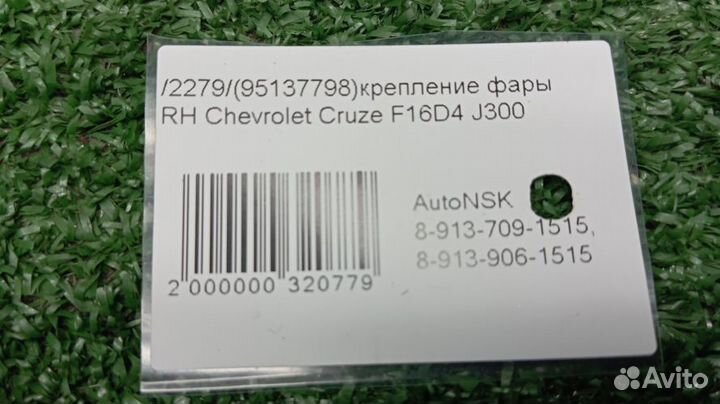 /2279/(95137798)крепление фары
RH Chevrolet Cruze F16D4 J300
AutoNSK
8-913-709-1515,
8-913-906-1515
2 000000 320779
Avito